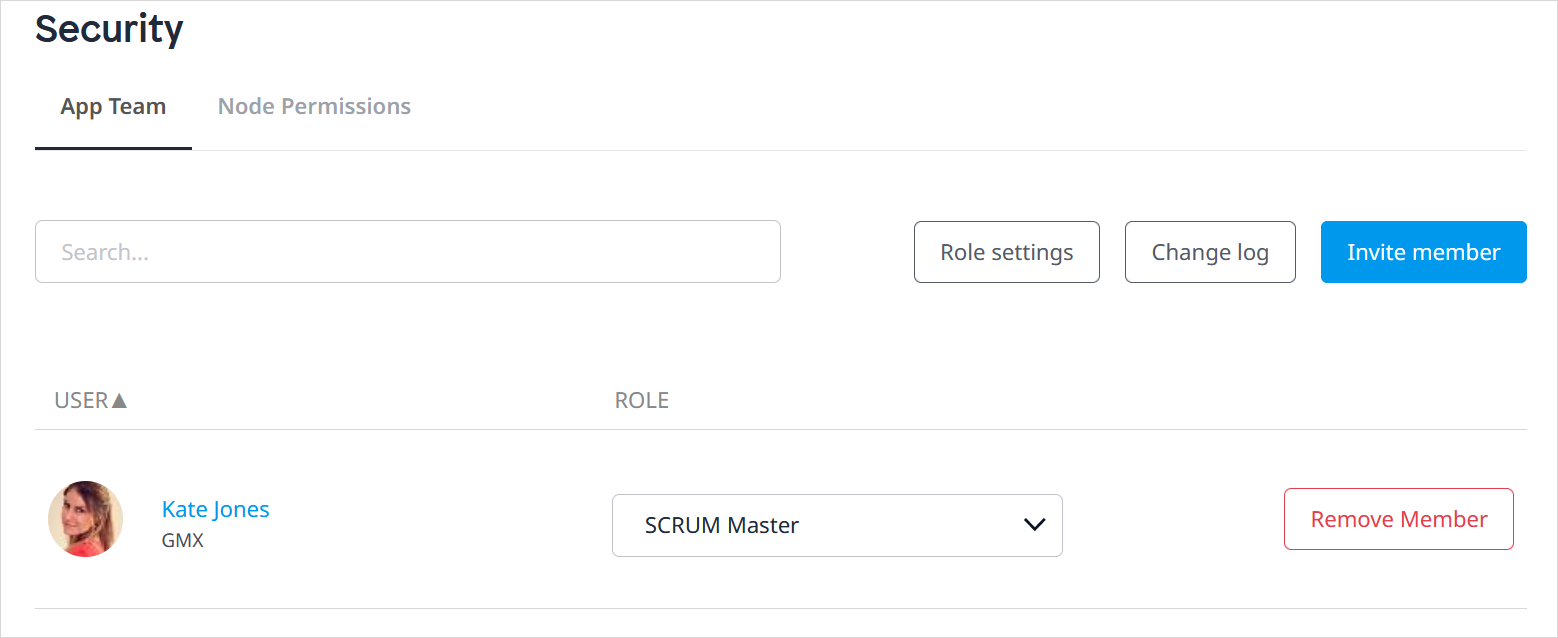 Security
App Team Node Permissions
Search... Role settings Change log Invite member
USER▲ ROLE
Kate Jones
GMX
SCRUM Master
Remove Member